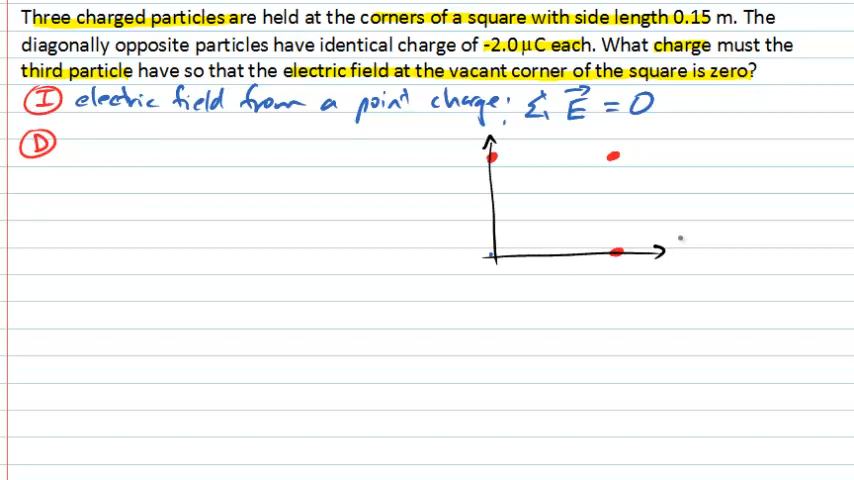 Three charged particles are held at the corners of a square with side length 0.15 m. The
diagonally opposite particles have identical charge of -2.0 μC each. What charge must the
third particle have so that the electric field at the vacant corner of the square is zero?
I electric field from a point charge; Σ E⃗ = 0
D